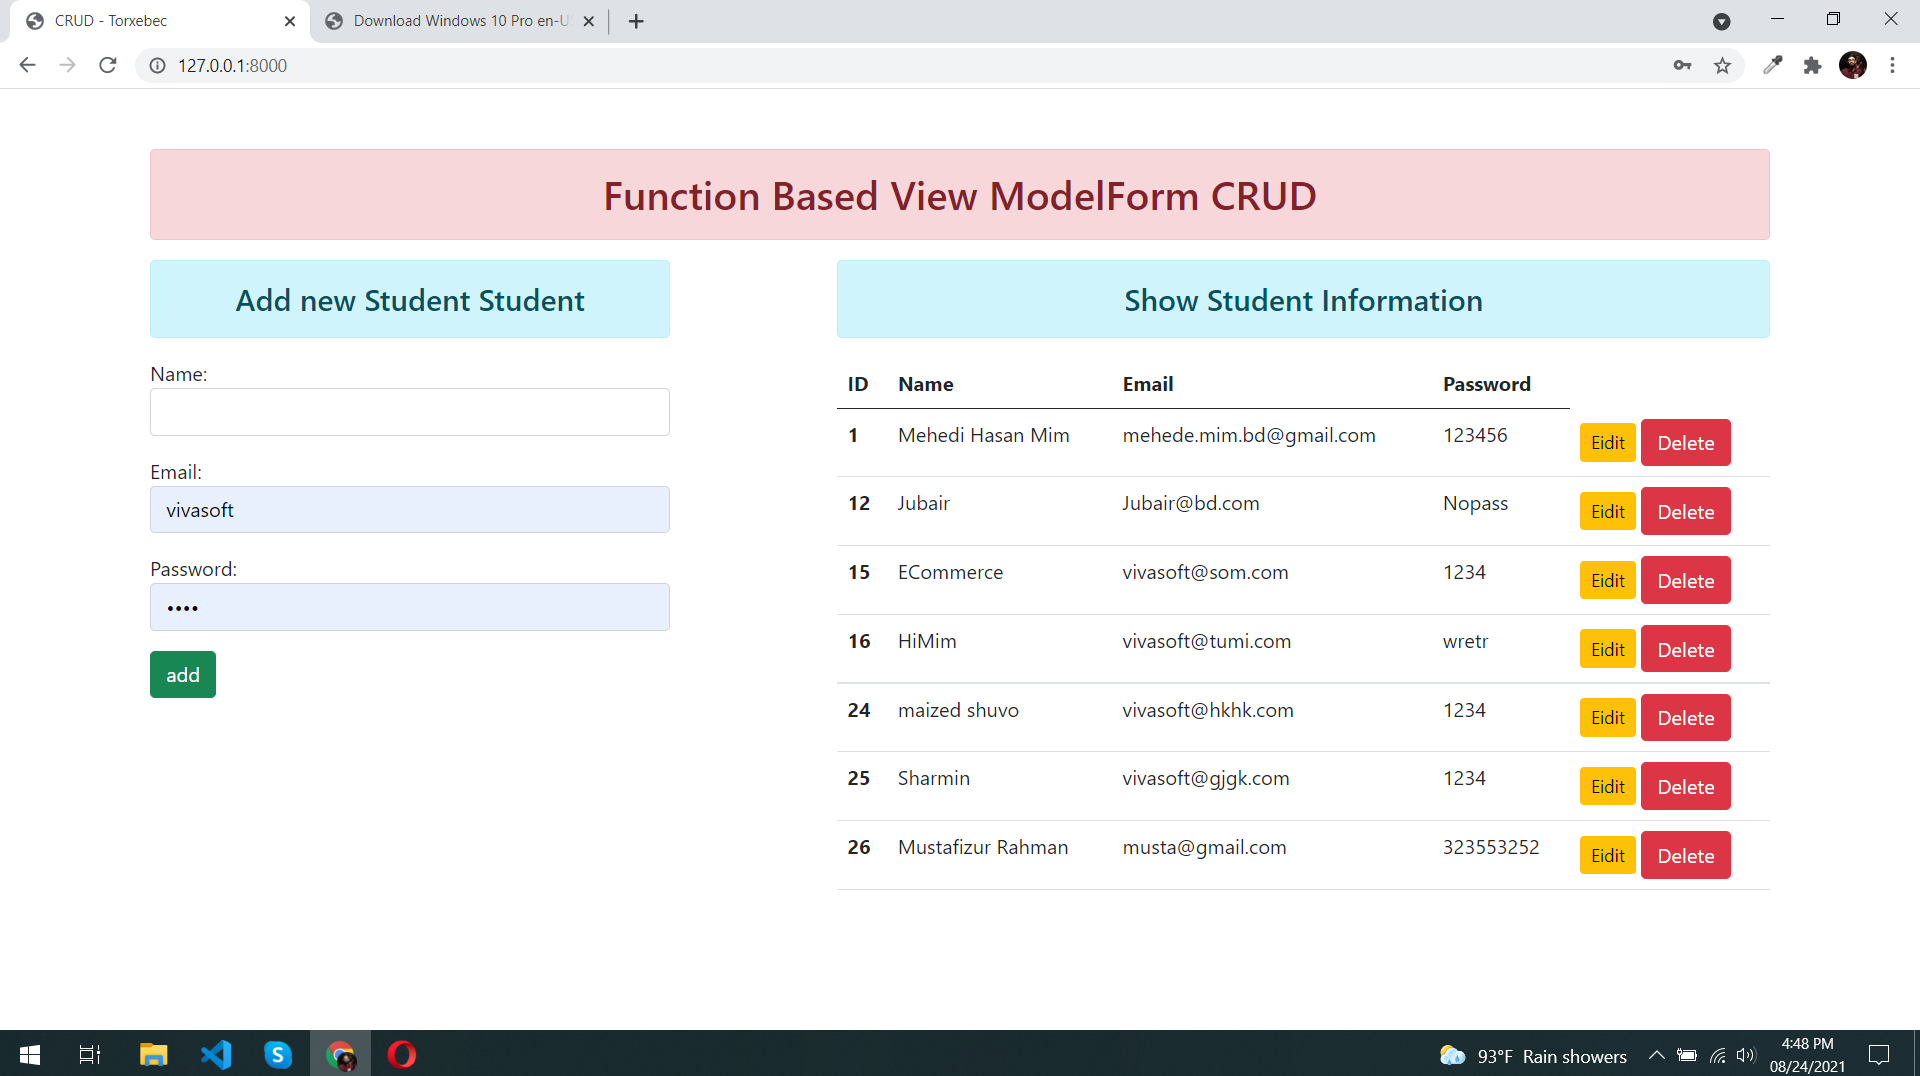 CRUD - Torxebec
Download Windows 10 Pro en-U
127.0.0.1:8000
Function Based View ModelForm CRUD
Add new Student Student
Name:
Email:
vivasoft
Password:
••••
add
Show Student Information
ID Name Email Password
1 Mehedi Hasan Mim mehede.mim.bd@gmail.com 123456 Eidit Delete
12 Jubair Jubair@bd.com Nopass Eidit Delete
15 ECommerce vivasoft@som.com 1234 Eidit Delete
16 HiMim vivasoft@tumi.com wretr Eidit Delete
24 maized shuvo vivasoft@hkhk.com 1234 Eidit Delete
25 Sharmin vivasoft@gjgk.com 1234 Eidit Delete
26 Mustafizur Rahman musta@gmail.com 323553252 Eidit Delete
93°F Rain showers
4:48 PM
08/24/2021